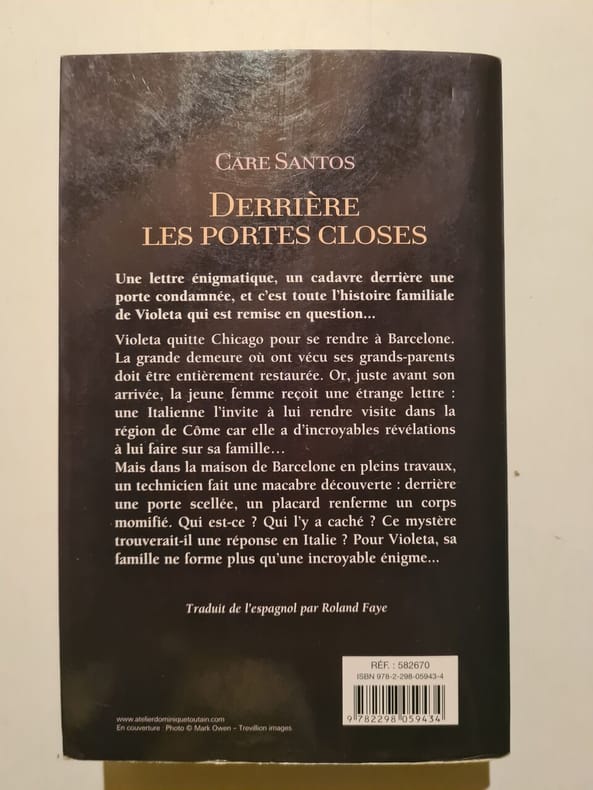 CARE SANTOS
DERRIÈRE
LES PORTES CLOSES
Une lettre énigmatique, un cadavre derrière une
porte condamnée, et c'est toute l'histoire familiale
de Violeta qui est remise en question...
Violeta quitte Chicago pour se rendre à Barcelone.
La grande demeure où ont vécu ses grands-parents
doit être entièrement restaurée. Or, juste avant son
arrivée, la jeune femme reçoit une étrange lettre :
une Italienne l'invite à lui rendre visite dans la
région de Côme car elle a d'incroyables révélations
à lui faire sur sa famille…
Mais dans la maison de Barcelone en pleins travaux,
un technicien fait une macabre découverte : derrière
une porte scellée, un placard renferme un corps
momifié. Qui est-ce ? Qui l'y a caché ? Ce mystère
trouverait-il une réponse en Italie ? Pour Violeta, sa
famille ne forme plus qu'une incroyable énigme...
Traduit de l'espagnol par Roland Faye
RÉF. : 582670
ISBN 978-2-298-05943-4
9 782298 059434
www.atelierdominiquetoutain.com
En couverture : Photo © Mark Owen - Trevillion images